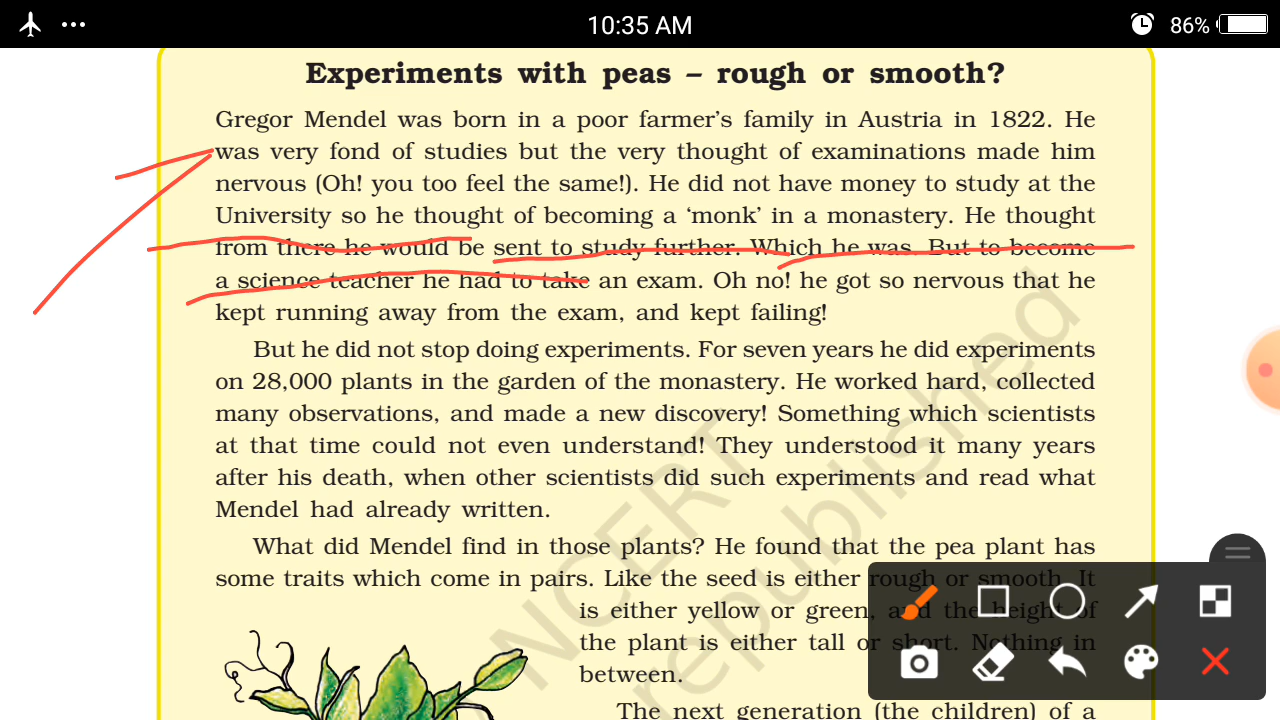 10:35 AM
86%
Experiments with peas – rough or smooth?
Gregor Mendel was born in a poor farmer's family in Austria in 1822. He
was very fond of studies but the very thought of examinations made him
nervous (Oh! you too feel the same!). He did not have money to study at the
University so he thought of becoming a 'monk' in a monastery. He thought
from there he would be sent to study further. Which he was. But to become
a science teacher he had to take an exam. Oh no! he got so nervous that he
kept running away from the exam, and kept failing!
But he did not stop doing experiments. For seven years he did experiments
on 28,000 plants in the garden of the monastery. He worked hard, collected
many observations, and made a new discovery! Something which scientists
at that time could not even understand! They understood it many years
after his death, when other scientists did such experiments and read what
Mendel had already written.
What did Mendel find in those plants? He found that the pea plant has
some traits which come in pairs. Like the seed is either rough or smooth. It
is either yellow or green, and the height of
the plant is either tall or short. Nothing in
between.
The next generation (the children) of a
NCERT
republished